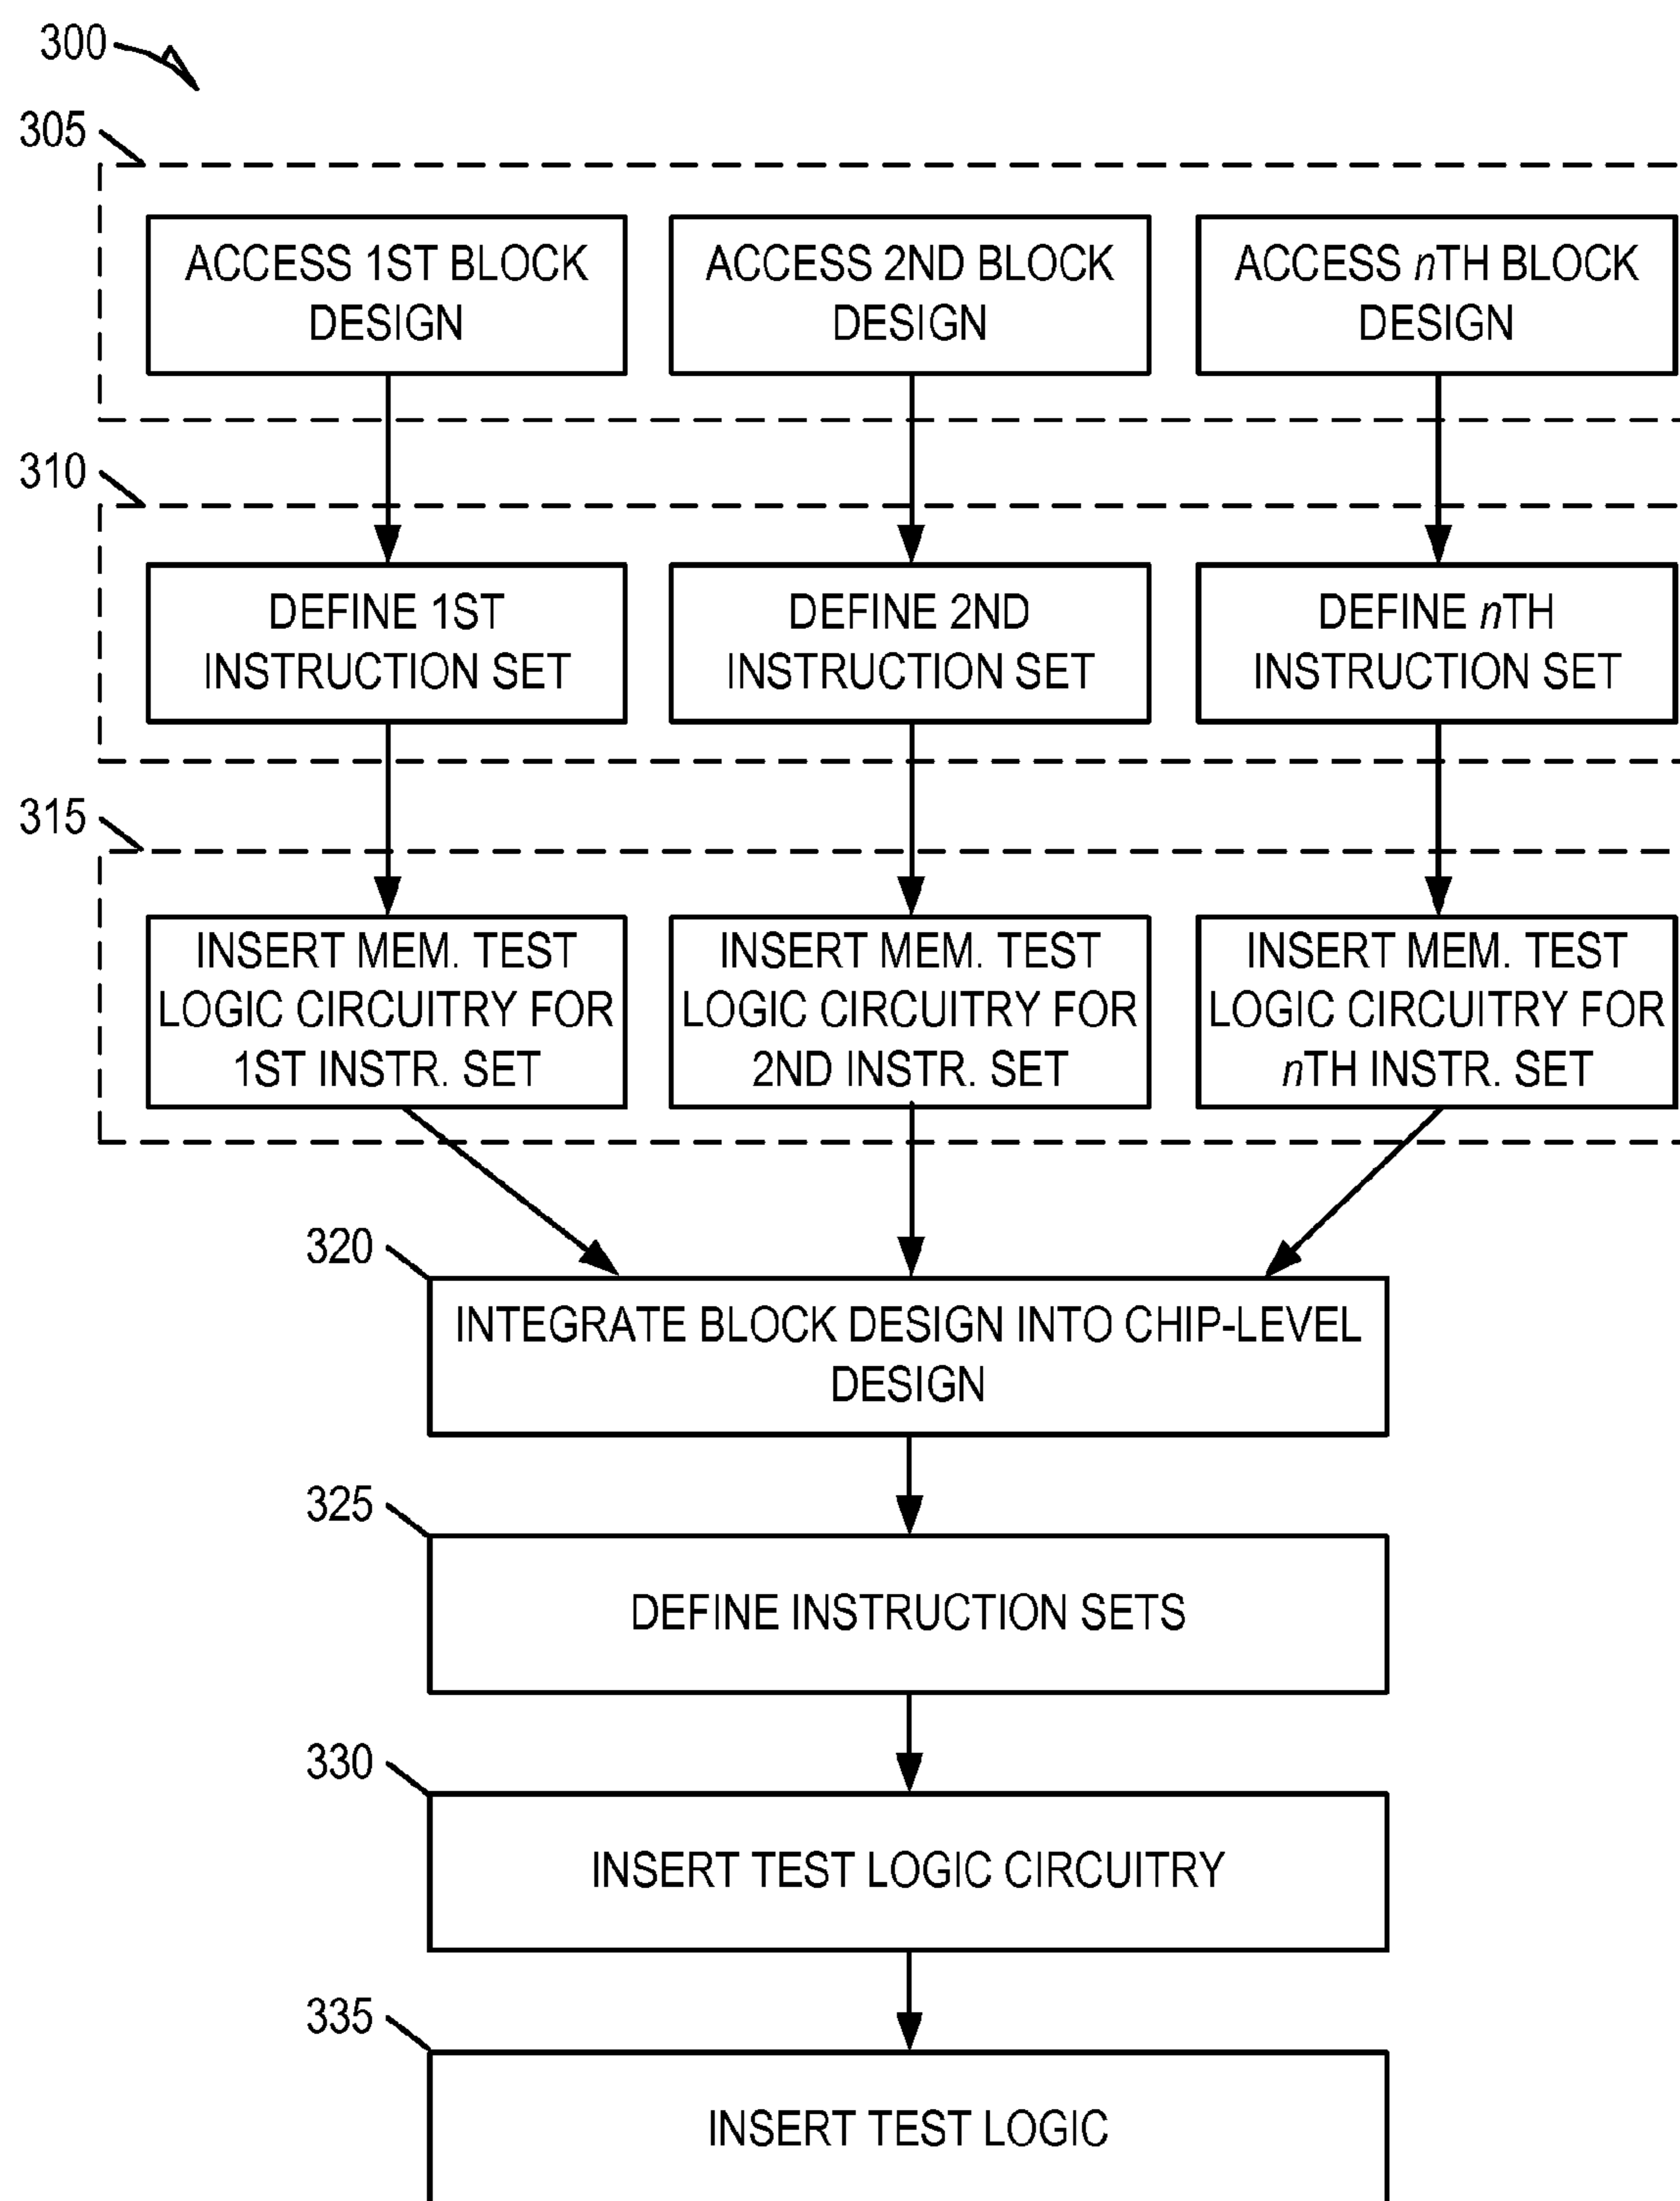 300
305
ACCESS 1ST BLOCK
DESIGN
ACCESS 2ND BLOCK
DESIGN
ACCESS nTH BLOCK
DESIGN
310
DEFINE 1ST
INSTRUCTION SET
DEFINE 2ND
INSTRUCTION SET
DEFINE nTH
INSTRUCTION SET
315
INSERT MEM. TEST
LOGIC CIRCUITRY FOR
1ST INSTR. SET
INSERT MEM. TEST
LOGIC CIRCUITRY FOR
2ND INSTR. SET
INSERT MEM. TEST
LOGIC CIRCUITRY FOR
nTH INSTR. SET
320
INTEGRATE BLOCK DESIGN INTO CHIP-LEVEL
DESIGN
325
DEFINE INSTRUCTION SETS
330
INSERT TEST LOGIC CIRCUITRY
335
INSERT TEST LOGIC